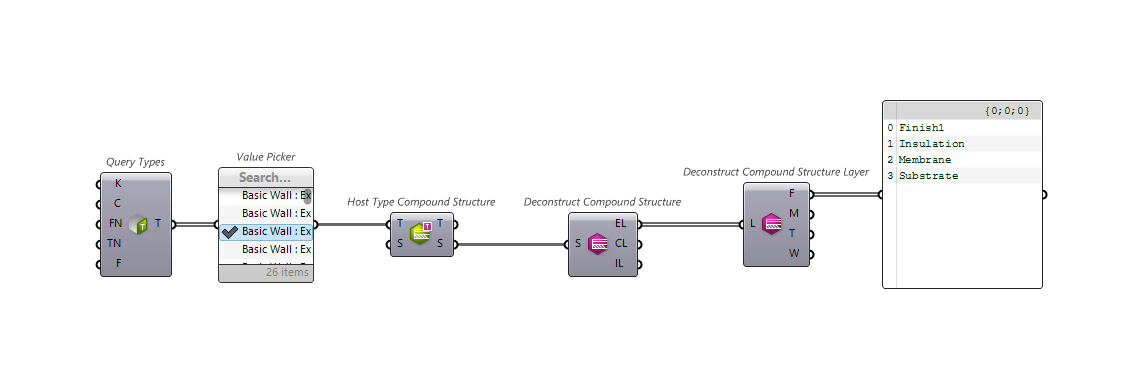 Query Types
K
C
FN
TN
F
T
Value Picker
Search...
Basic Wall : Ex
Basic Wall : Ex
Basic Wall : Ex
Basic Wall : Ex
26 items
Host Type Compound Structure
T T
S S
Deconstruct Compound Structure
S
EL
CL
IL
Deconstruct Compound Structure Layer
L
F
M
T
W
{0;0;0}
0 Finish1
1 Insulation
2 Membrane
3 Substrate